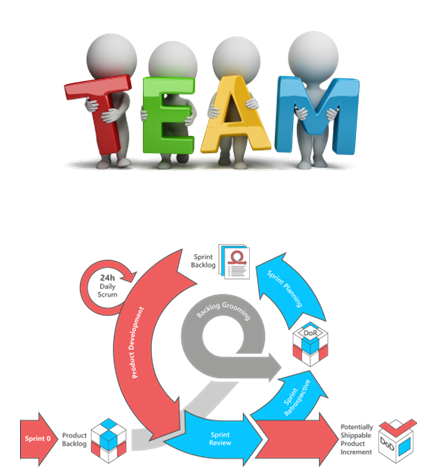 TEAM
24h
Daily
Scrum
Sprint
Backlog
Sprint Planning
Product Development
Backlog Grooming
DoR
Sprint
Retrospective
Sprint 0
Product
Backlog
Sprint
Review
Potentially
Shippable
Product
Increment
DoD